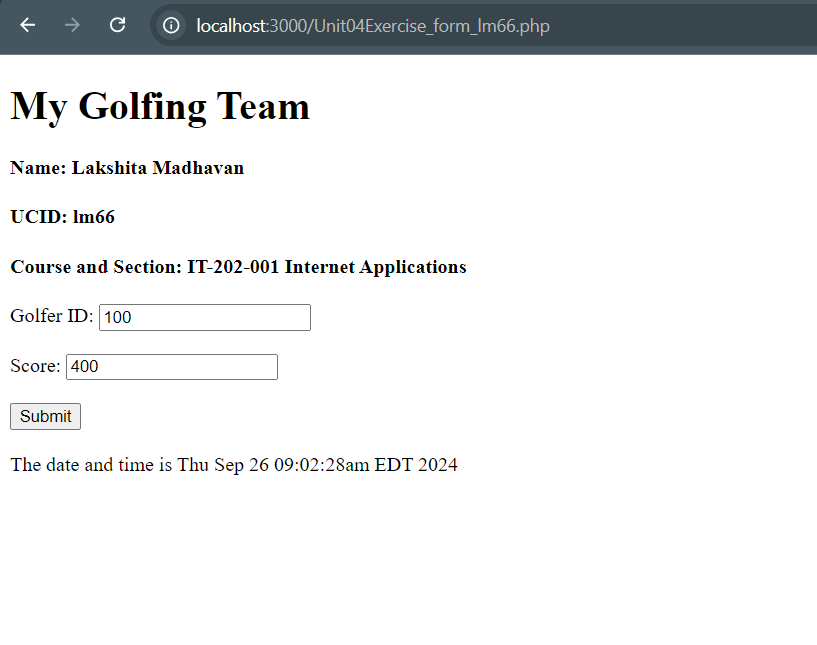 localhost:3000/Unit04Exercise_form_lm66.php
My Golfing Team
Name: Lakshita Madhavan
UCID: lm66
Course and Section: IT-202-001 Internet Applications
Golfer ID: 100
Score: 400
Submit
The date and time is Thu Sep 26 09:02:28am EDT 2024